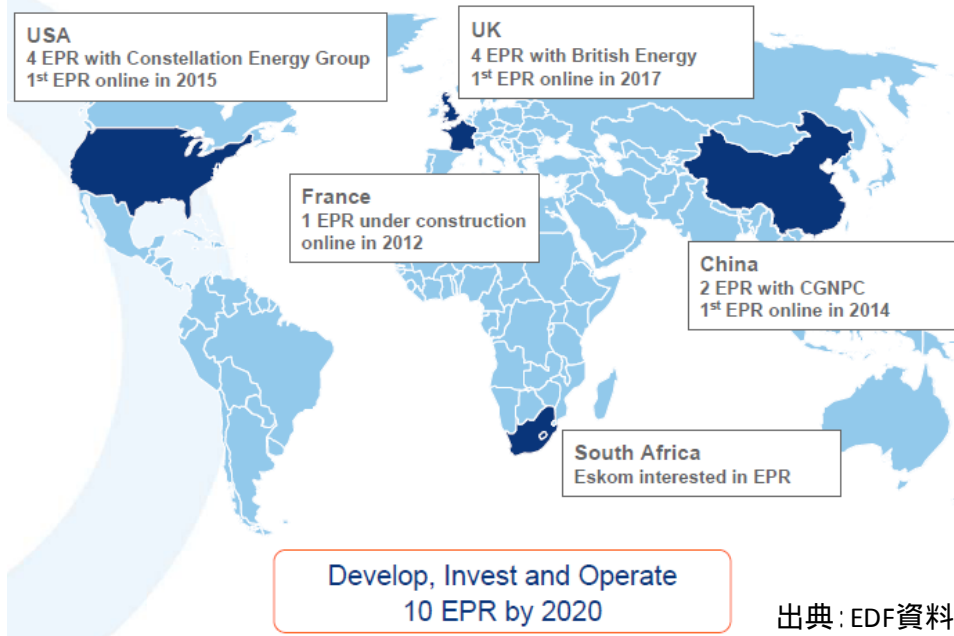 USA
4 EPR with Constellation Energy Group
1st EPR online in 2015
UK
4 EPR with British Energy
1st EPR online in 2017
France
1 EPR under construction
online in 2012
China
2 EPR with CGNPC
1st EPR online in 2014
South Africa
Eskom interested in EPR
Develop, Invest and Operate
10 EPR by 2020
出典：EDF資料